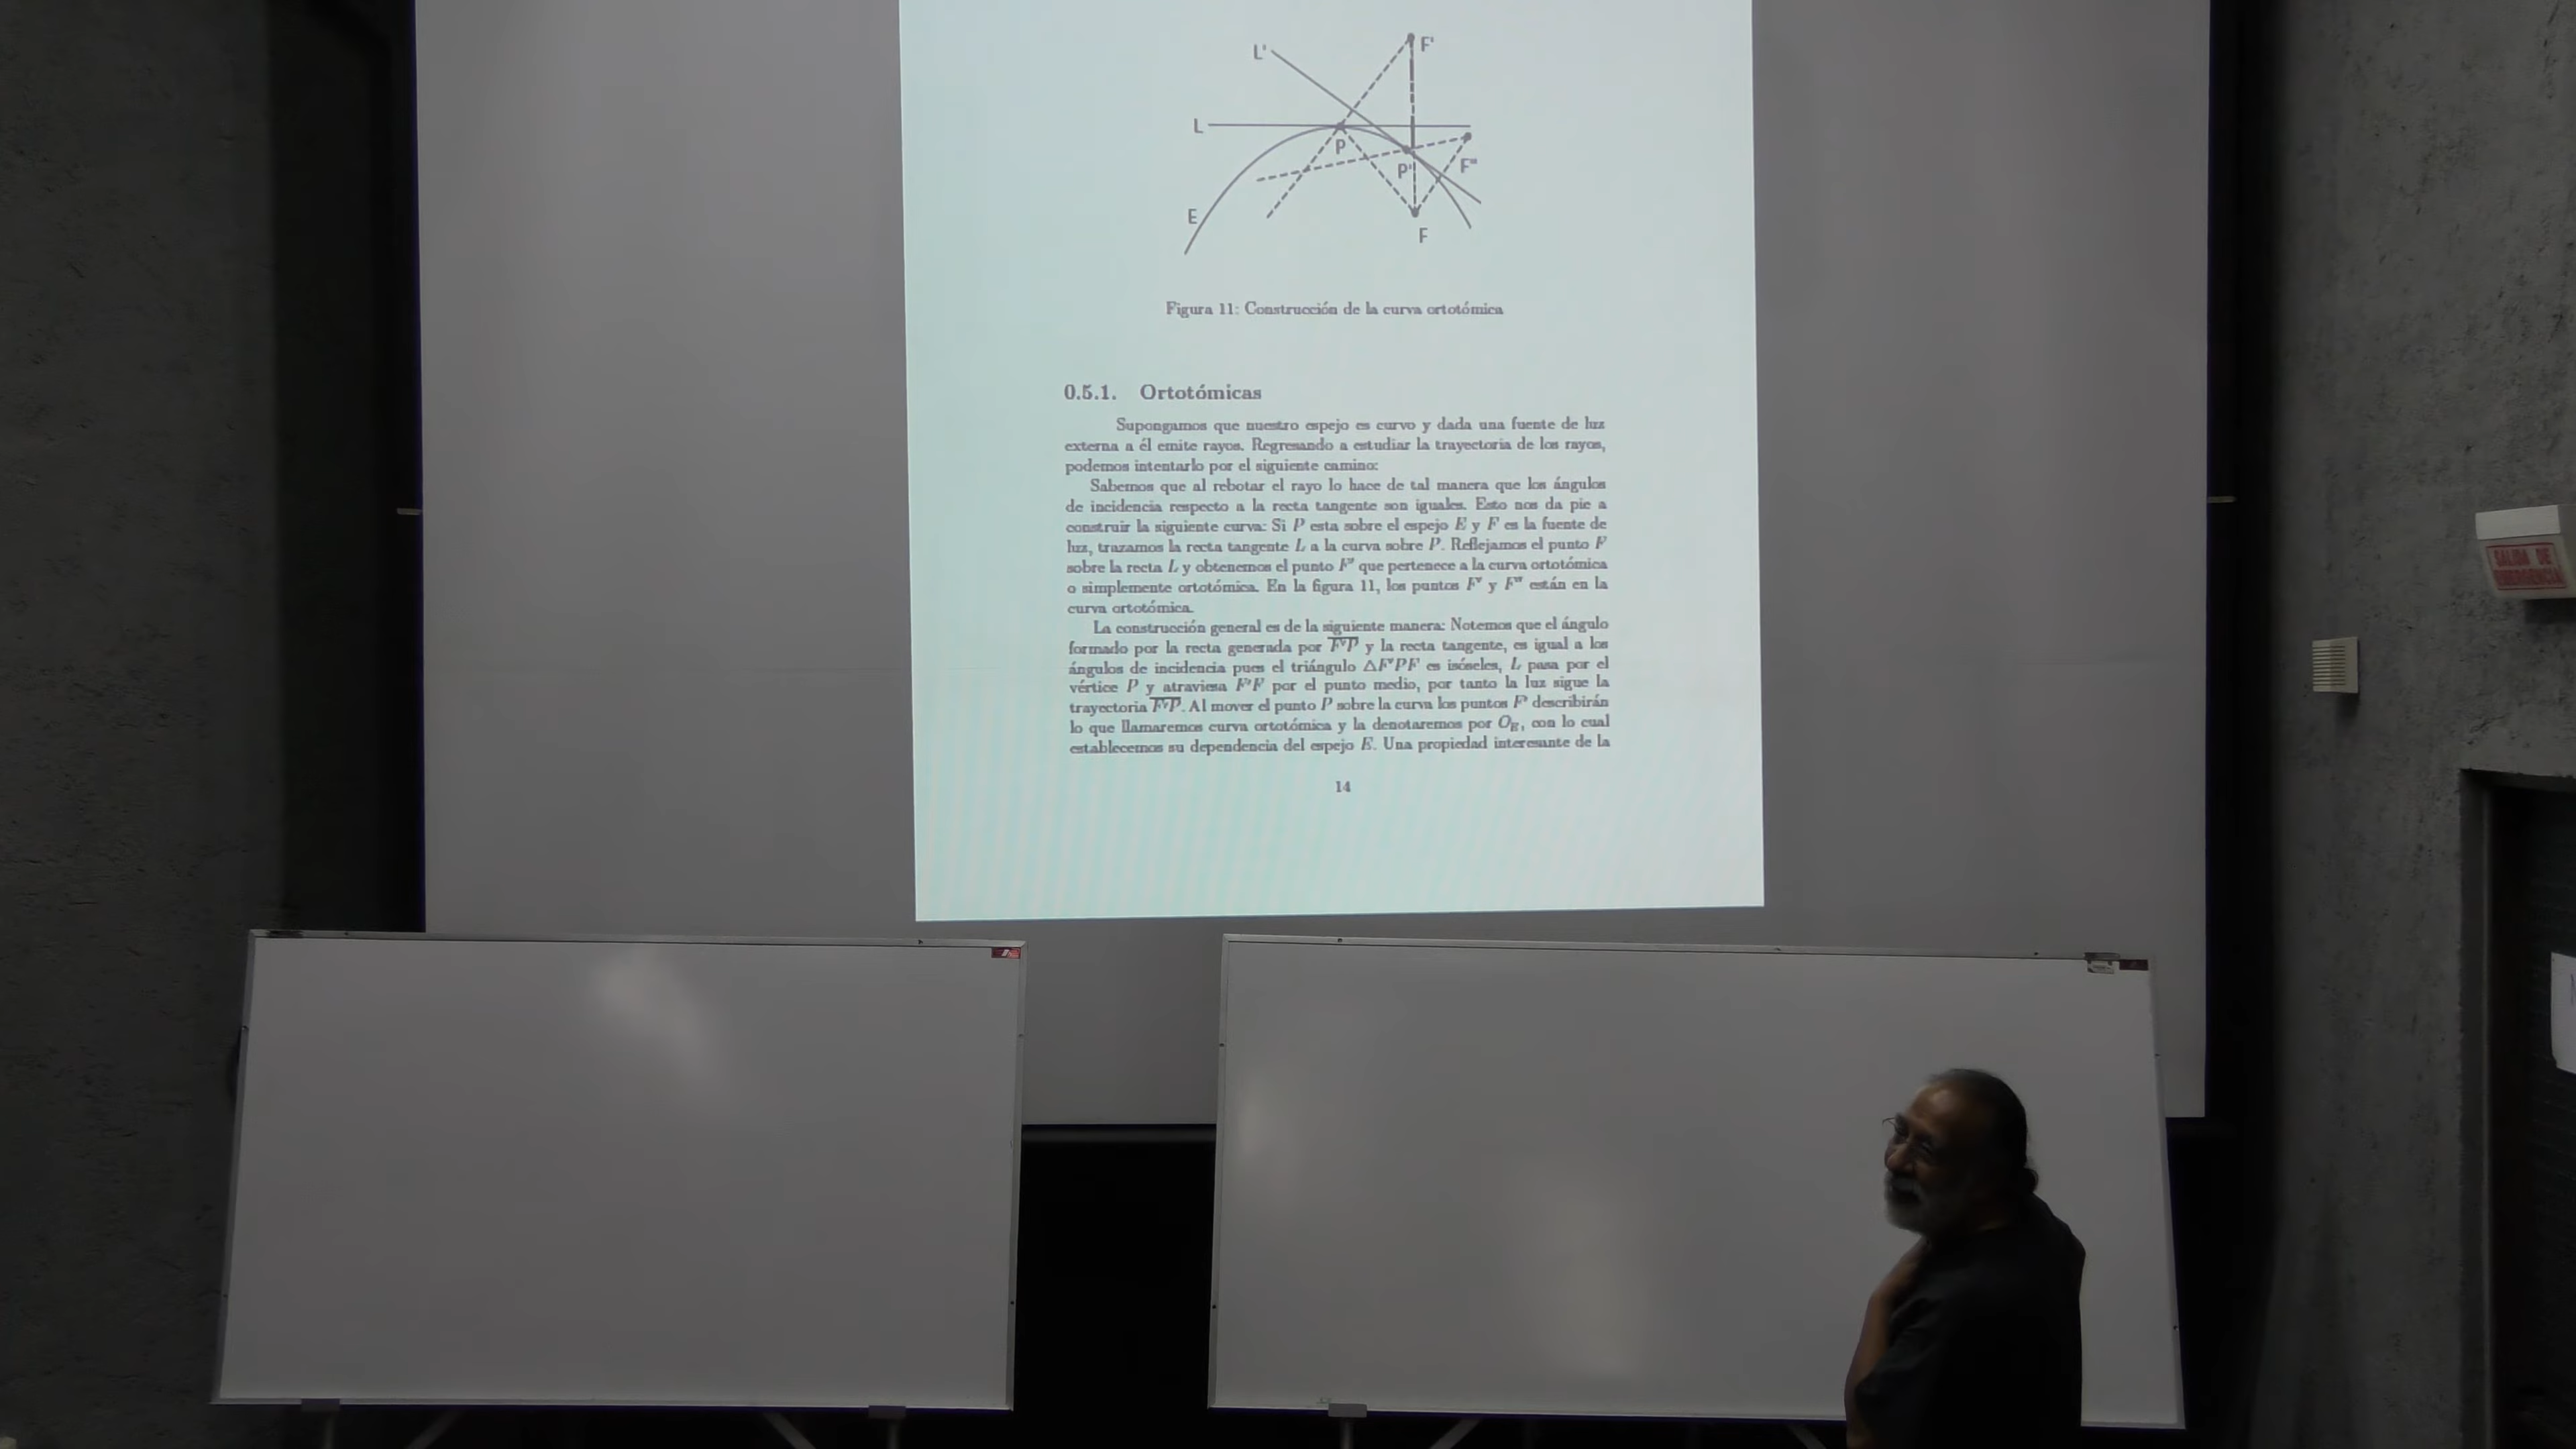 L'
F'
L
P
P'
F''
E
F
Figura 11: Construcción de la curva ortotómica
0.5.1. Ortotómicas
Supongamos que nuestro espejo es curvo y dada una fuente de luz
externa a él emite rayos. Regresando a estudiar la trayectoria de los rayos,
podemos intentarlo por el siguiente camino:
Sabemos que al rebotar el rayo lo hace de tal manera que los ángulos
de incidencia respecto a la recta tangente son iguales. Esto nos da pie a
construir la siguiente curva: Si P esta sobre el espejo E y F es la fuente de
luz, trazamos la recta tangente L a la curva sobre P. Reflejamos el punto F
sobre la recta L y obtenemos el punto F' que pertenece a la curva ortotómica
o simplemente ortotómica. En la figura 11, los puntos F' y F'' están en la
curva ortotómica.
La construcción general es de la siguiente manera: Notemos que el ángulo
formado por la recta generada por F'P y la recta tangente, es igual a los
ángulos de incidencia pues el triángulo △F'PF es isósceles, L pasa por el
vértice P y atraviesa F'F por el punto medio, por tanto la luz sigue la
trayectoria F'P. Al mover el punto P sobre la curva los puntos F' describirán
lo que llamaremos curva ortotómica y la denotaremos por O_E, con lo cual
establecemos su dependencia del espejo E. Una propiedad interesante de la
14
SALIDA DE
EMERGENCIA